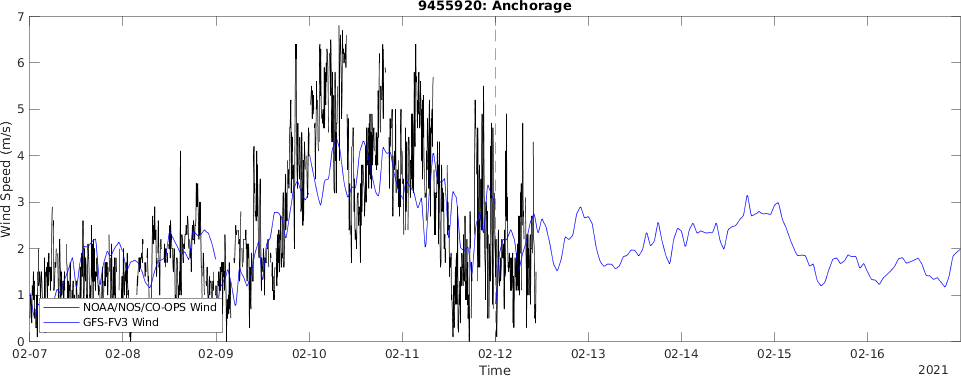 9455920: Anchorage
Wind Speed (m/s)
7
6
5
4
3
2
1
0
NOAA/NOS/CO-OPS Wind
GFS-FV3 Wind
02-07 02-08 02-09 02-10 02-11 02-12 02-13 02-14 02-15 02-16
Time
2021